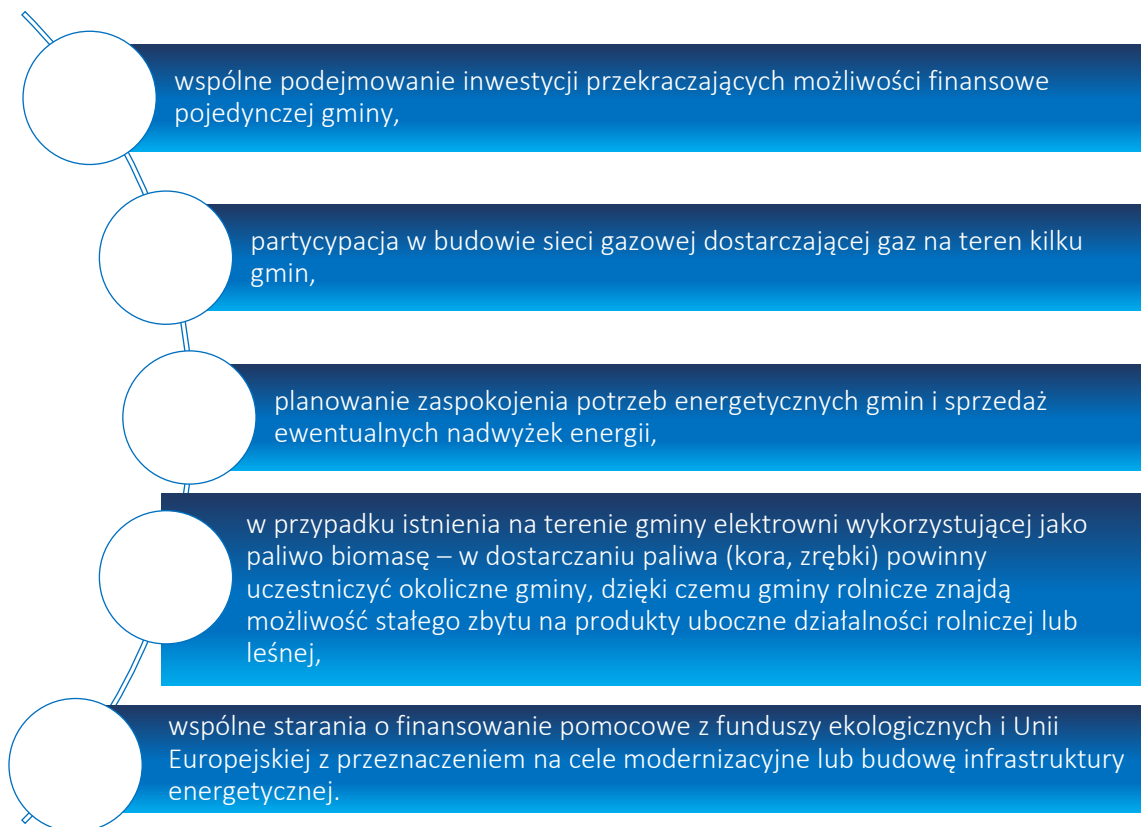 wspólne podejmowanie inwestycji przekraczających możliwości finansowe
pojedynczej gminy,
partycypacja w budowie sieci gazowej dostarczającej gaz na teren kilku
gmin,
planowanie zaspokojenia potrzeb energetycznych gmin i sprzedaż
ewentualnych nadwyżek energii,
w przypadku istnienia na terenie gminy elektrowni wykorzystującej jako
paliwo biomasę – w dostarczaniu paliwa (kora, zrębki) powinny
uczestniczyć okoliczne gminy, dzięki czemu gminy rolnicze znajdą
możliwość stałego zbytu na produkty uboczne działalności rolniczej lub
leśnej,
wspólne starania o finansowanie pomocowe z funduszy ekologicznych i Unii
Europejskiej z przeznaczeniem na cele modernizacyjne lub budowę infrastruktury
energetycznej.